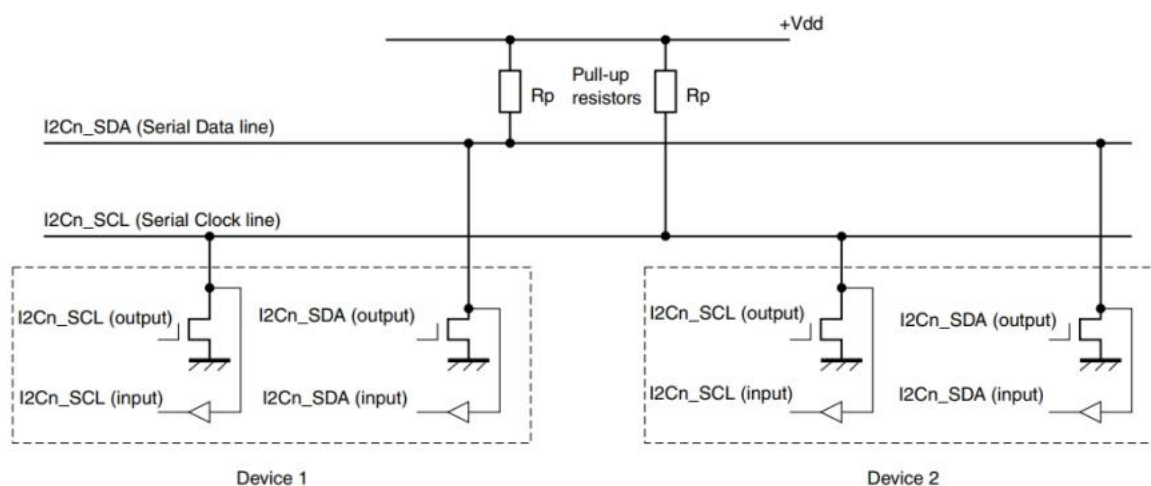 +Vdd
Pull-up
resistors
Rp
Rp
I2Cn_SDA (Serial Data line)
I2Cn_SCL (Serial Clock line)
I2Cn_SCL (output)
I2Cn_SDA (output)
I2Cn_SCL (input)
I2Cn_SDA (input)
Device 1
I2Cn_SCL (output)
I2Cn_SDA (output)
I2Cn_SCL (input)
I2Cn_SDA (input)
Device 2